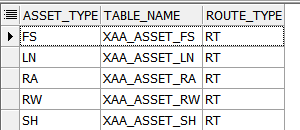 ASSET_TYPE TABLE_NAME ROUTE_TYPE
FS XAA_ASSET_FS RT
LN XAA_ASSET_LN RT
RA XAA_ASSET_RA RT
RW XAA_ASSET_RW RT
SH XAA_ASSET_SH RT